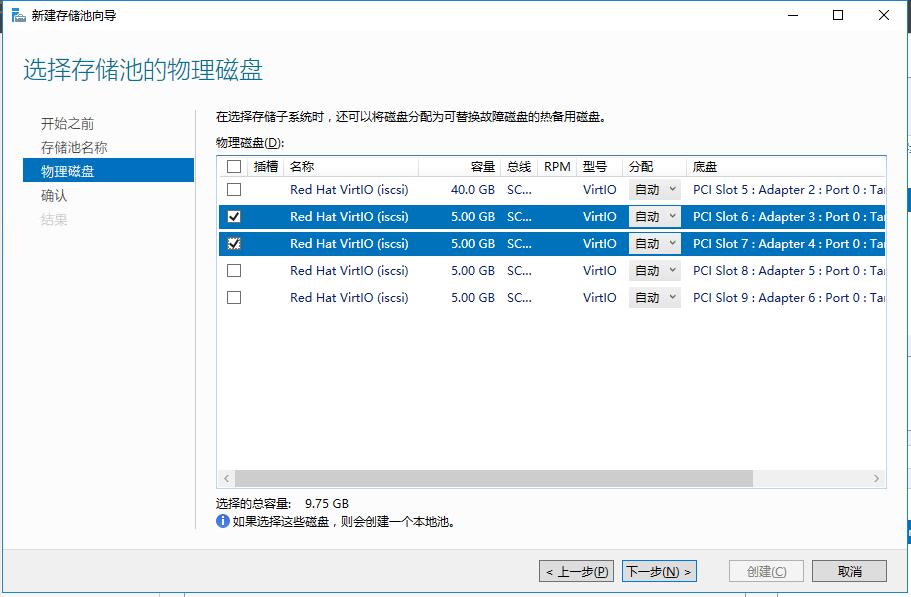 新建存储池向导
选择存储池的物理磁盘
开始之前
存储池名称
物理磁盘
确认
结果
在选择存储子系统时，还可以将磁盘分配为可替换故障磁盘的热备用磁盘。
物理磁盘(D):
插槽 名称 容量 总线 RPM 型号 分配 底盘
Red Hat VirtIO (iscsi) 40.0 GB SC... VirtIO 自动 PCI Slot 5 : Adapter 2 : Port 0 : Tar
Red Hat VirtIO (iscsi) 5.00 GB SC... VirtIO 自动 PCI Slot 6 : Adapter 3 : Port 0 : Tar
Red Hat VirtIO (iscsi) 5.00 GB SC... VirtIO 自动 PCI Slot 7 : Adapter 4 : Port 0 : Tar
Red Hat VirtIO (iscsi) 5.00 GB SC... VirtIO 自动 PCI Slot 8 : Adapter 5 : Port 0 : Tar
Red Hat VirtIO (iscsi) 5.00 GB SC... VirtIO 自动 PCI Slot 9 : Adapter 6 : Port 0 : Tar
选择的总容量: 9.75 GB
如果选择这些磁盘，则会创建一个本地池。
< 上一步(P) 下一步(N) > 创建(C) 取消